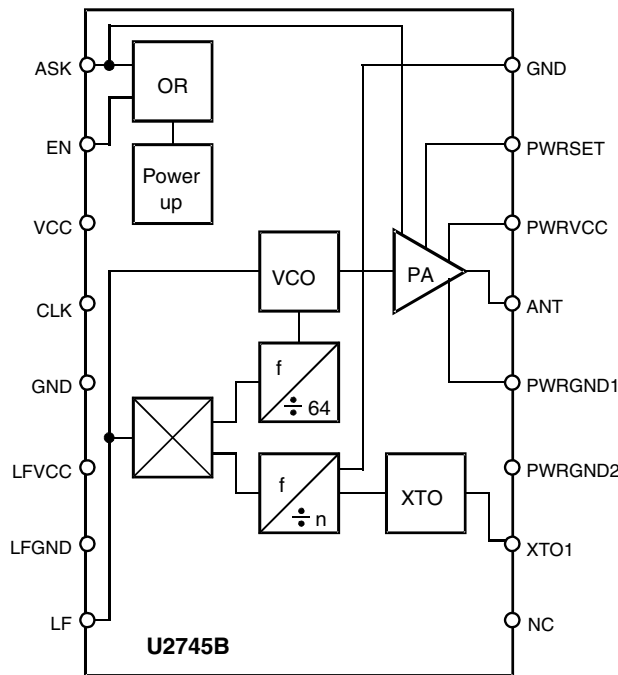 ASK
EN
VCC
CLK
GND
LFVCC
LFGND
LF
OR
Power
up
VCO
PA
f
÷ 64
f
÷ n
XTO
GND
PWRSET
PWRVCC
ANT
PWRGND1
PWRGND2
XTO1
NC
U2745B